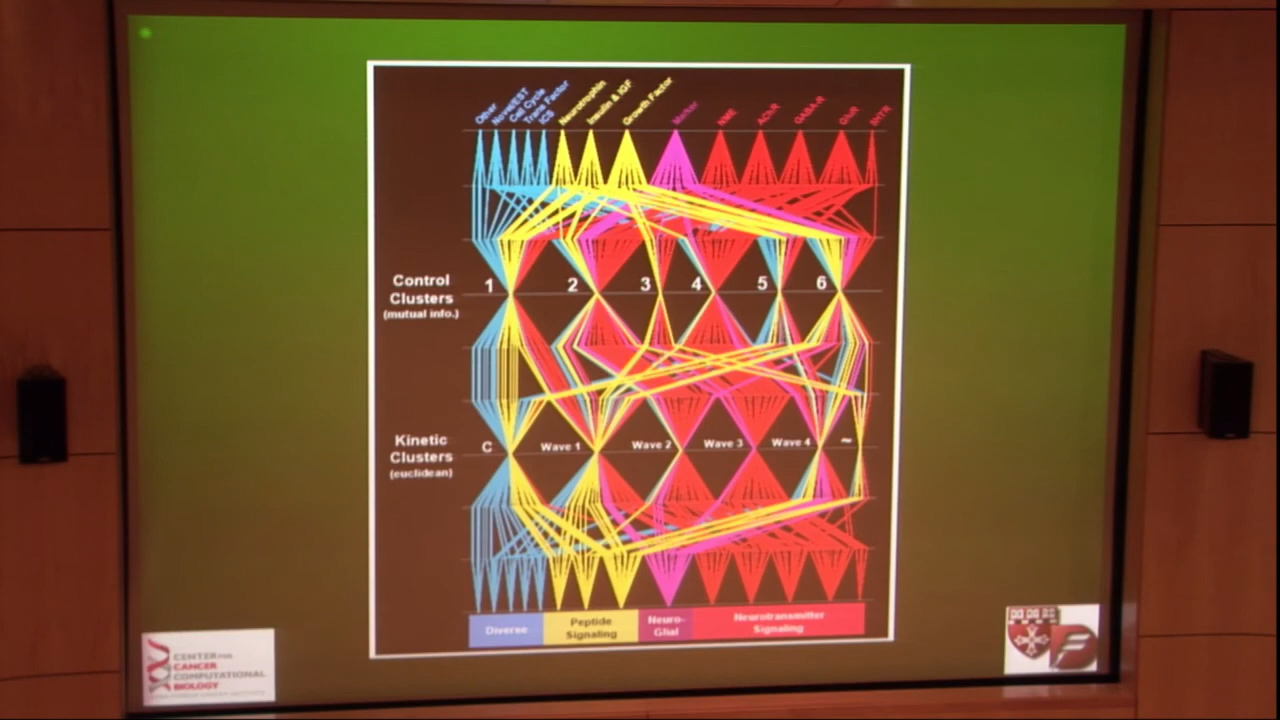 Other
Novel/EST
Cell Cycle
Trans Factor
ICS
Neurotrophin
Insulin & IGF
Growth Factor
Marker
NME
AChR
GABA-R
GluR
5HTR
Control
Clusters
(mutual info.)
1 2 3 4 5 6
Kinetic
Clusters
(euclidean)
C Wave 1 Wave 2 Wave 3 Wave 4 ~
Diverse
Peptide
Signaling
Neuro-
Glial
Neurotransmitter
Signaling
CENTER FOR
CANCER
COMPUTATIONAL
BIOLOGY